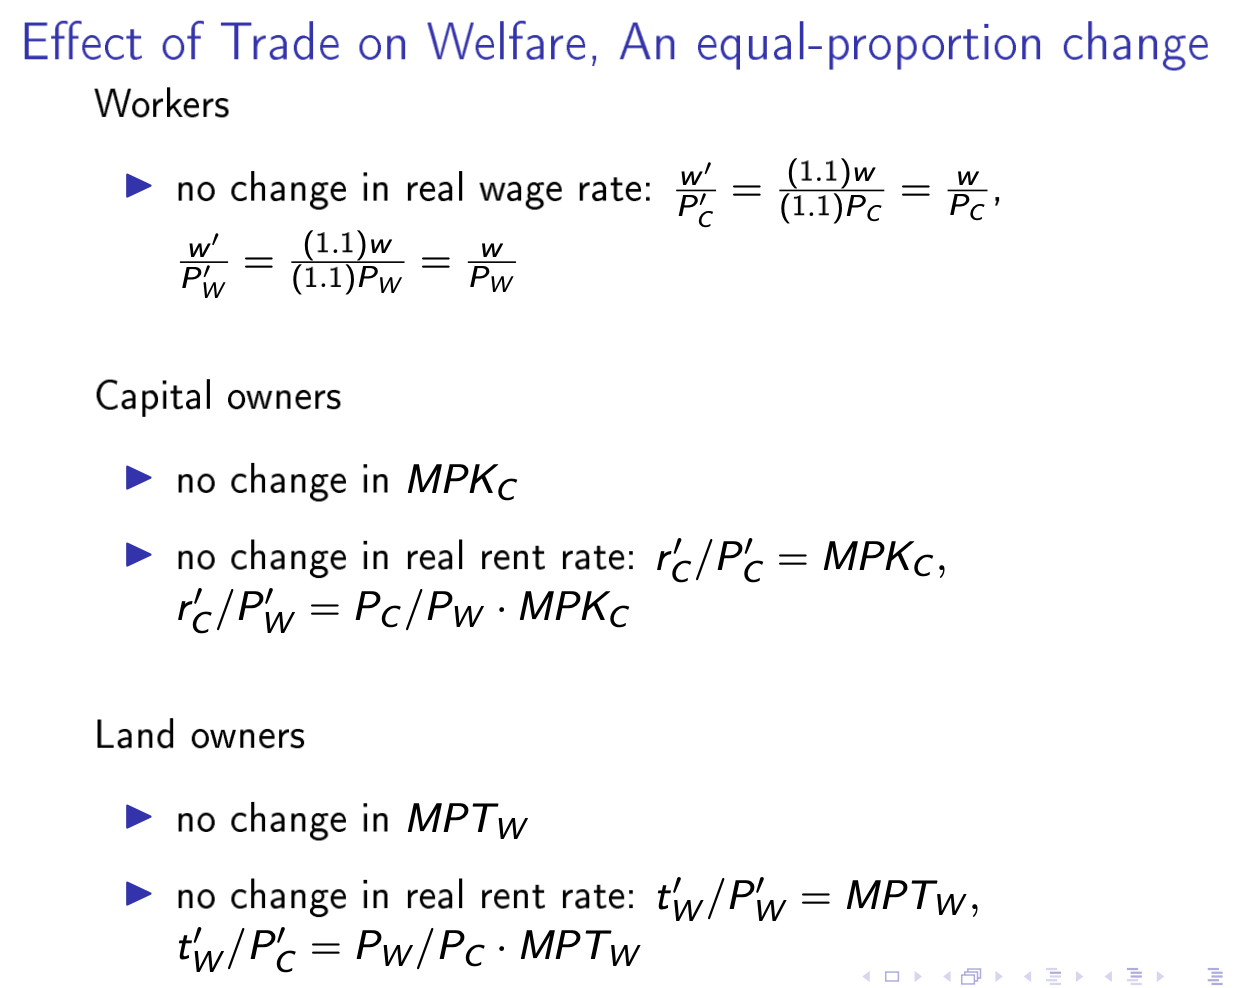 Effect of Trade on Welfare, An equal-proportion change
Workers
▶ no change in real wage rate: $\frac{w'}{P'_C} = \frac{(1.1)w}{(1.1)P_C} = \frac{w}{P_C}$,
$\frac{w'}{P'_W} = \frac{(1.1)w}{(1.1)P_W} = \frac{w}{P_W}$
Capital owners
▶ no change in $MPK_C$
▶ no change in real rent rate: $r'_C/P'_C = MPK_C$,
$r'_C/P'_W = P_C/P_W \cdot MPK_C$
Land owners
▶ no change in $MPT_W$
▶ no change in real rent rate: $t'_W/P'_W = MPT_W$,
$t'_W/P'_C = P_W/P_C \cdot MPT_W$